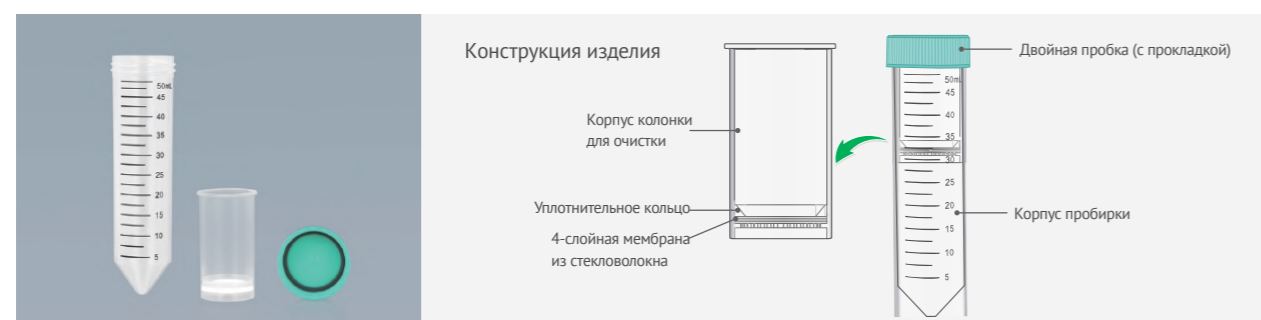 50mL
45
40
35
30
25
20
15
10
5
Конструкция изделия
Корпус колонки
для очистки
Уплотнительное кольцо
4-слойная мембрана
из стекловолокна
Двойная пробка (с прокладкой)
50mL
45
40
35
30
25
20
15
10
5
Корпус пробирки